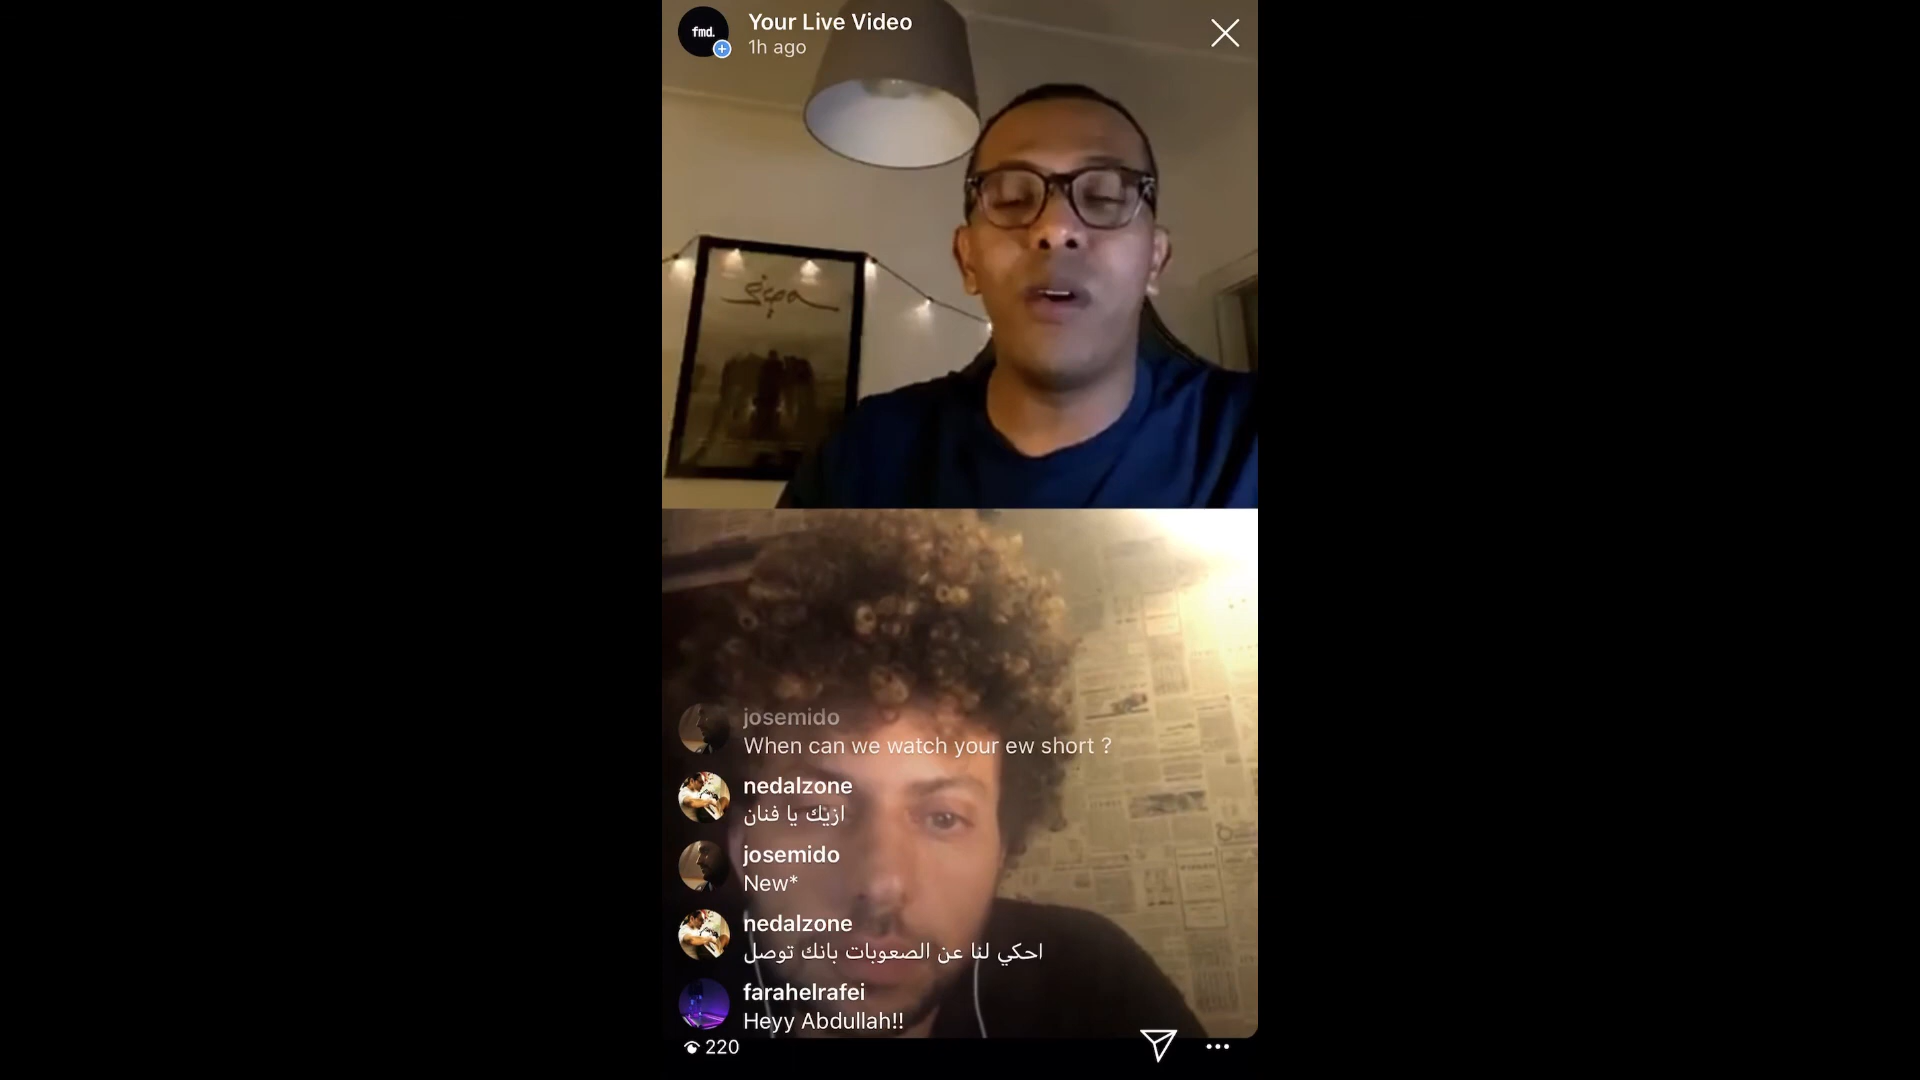 fmd.
Your Live Video
1h ago
josemido
When can we watch your ew short ?
nedalzone
ازيك يا فنان
josemido
New*
nedalzone
احكي لنا عن الصعوبات بانك توصل
farahelrafei
Heyy Abdullah!!
220